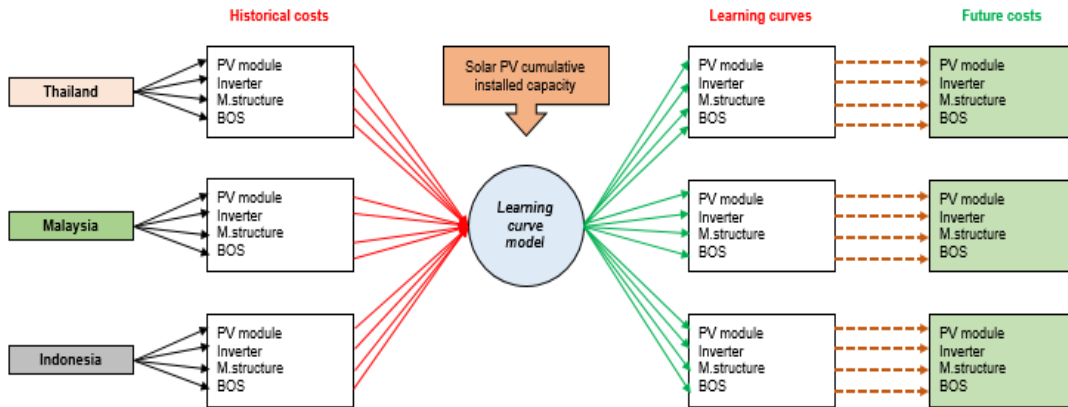 Historical costs
Learning curves
Future costs
Thailand
PV module
Inverter
M.structure
BOS
Solar PV cumulative
installed capacity
PV module
Inverter
M.structure
BOS
PV module
Inverter
M.structure
BOS
Malaysia
PV module
Inverter
M.structure
BOS
Learning
curve
model
PV module
Inverter
M.structure
BOS
PV module
Inverter
M.structure
BOS
Indonesia
PV module
Inverter
M.structure
BOS
PV module
Inverter
M.structure
BOS
PV module
Inverter
M.structure
BOS